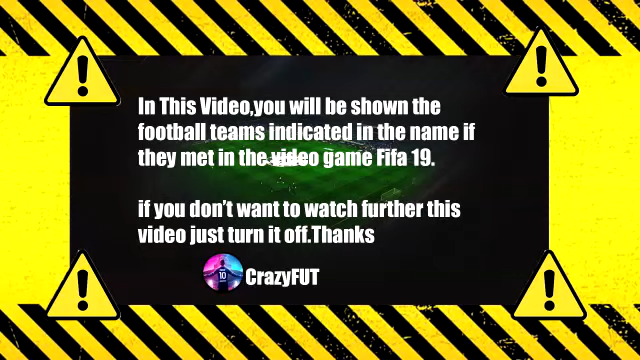 In This Video,you will be shown the
football teams indicated in the name if
they met in the video game Fifa 19.
if you don't want to watch further this
video just turn it off.Thanks
10
CrazyFUT